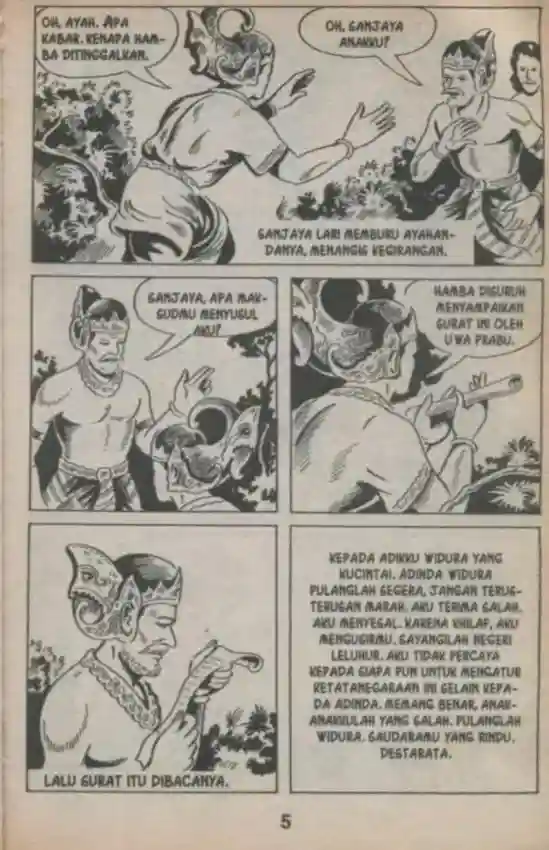 OH, AYAH. APA
KABAR. KENAPA HAM-
BA DITINGGALKAN.
OH, SANJAYA
ANAKKU?
SANJAYA LARI MEMBURU AYAHAN-
DANYA, MENANGIS KEGIRANGAN.
SANJAYA, APA MAK-
SUDMU MENYUSUL
AKU?
HAMBA DISURUH
MENYAMPAIKAN
SURAT INI OLEH
UWA PRABU.
LALU SURAT ITU DIBACANYA.
KEPADA ADIKKU WIDURA YANG
KUCINTAI. ADINDA WIDURA
PULANGLAH SEGERA, JANGAN TERUS-
TERUSAN MARAH. AKU TERIMA SALAH.
AKU MENYESAL. KARENA KHILAF, AKU
MENGUSIRMU. SAYANGILAH NEGERI
LELUHUR. AKU TIDAK PERCAYA
KEPADA SIAPA PUN UNTUK MENGATUR
KETATANEGARAAN INI SELAIN KEPA-
DA ADINDA. MEMANG BENAR, ANAK-
ANAKKULAH YANG SALAH. PULANGLAH
WIDURA. SAUDARAMU YANG RINDU.
DESTARATA.
5